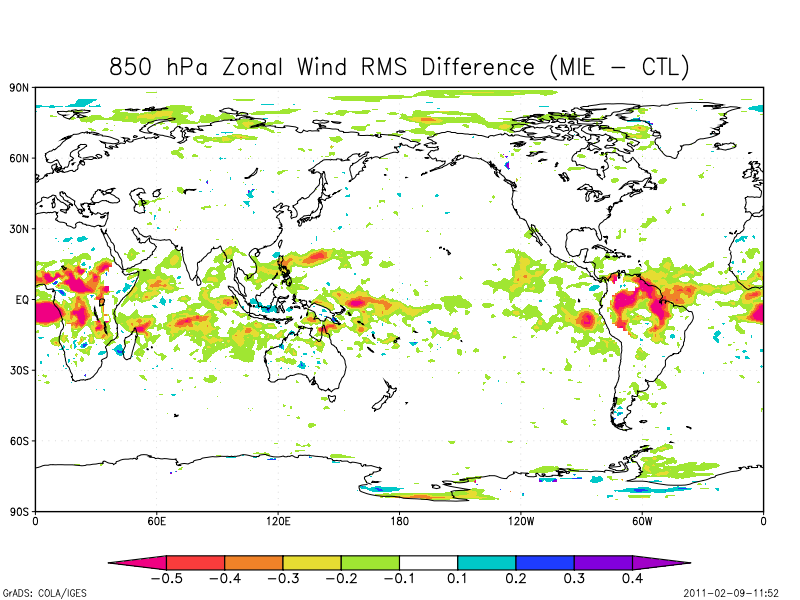 850 hPa Zonal Wind RMS Difference (MIE − CTL)
90N
60N
30N
EQ
30S
60S
90S
0 60E 120E 180 120W 60W 0
−0.5 −0.4 −0.3 −0.2 −0.1 0.1 0.2 0.3 0.4
GrADS: COLA/IGES 2011-02-09-11:52